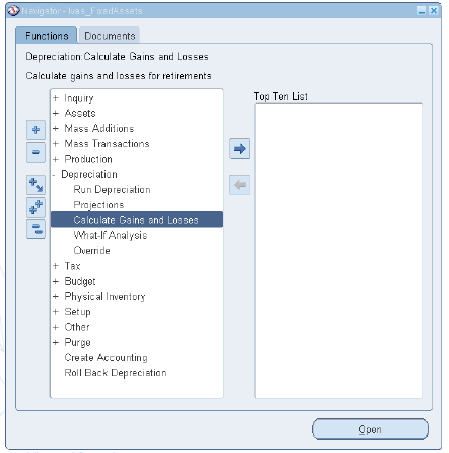 Navigator - Ivas_FixedAssets
Functions
Documents
Depreciation:Calculate Gains and Losses
Calculate gains and losses for retirements
Top Ten List
+ Inquiry
+ Assets
+ Mass Additions
+ Mass Transactions
+ Production
- Depreciation
Run Depreciation
Projections
Calculate Gains and Losses
What-If Analysis
Override
+ Tax
+ Budget
+ Physical Inventory
+ Setup
+ Other
+ Purge
Create Accounting
Roll Back Depreciation
Open